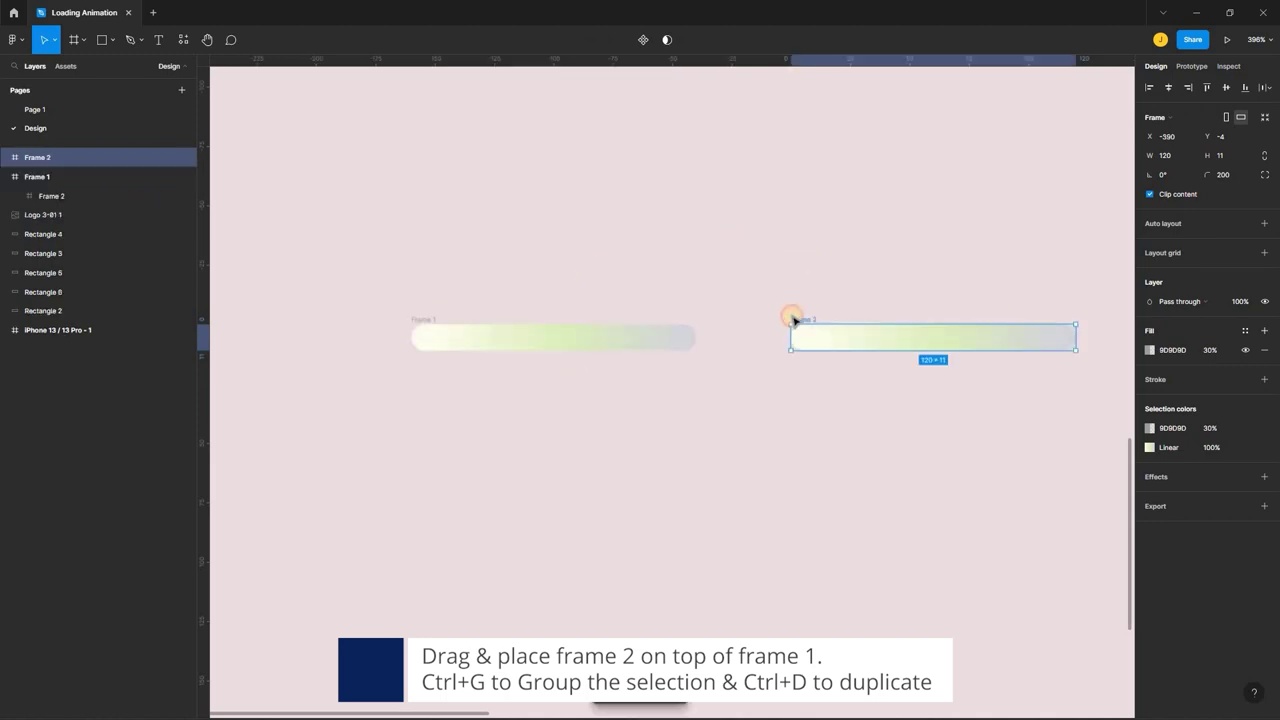 Loading Animation
Share
396%
Layers
Assets
Design
Pages
Page 1
Design
Frame 2
Frame 1
Frame 2
Logo 3-01 1
Rectangle 4
Rectangle 3
Rectangle 5
Rectangle 6
Rectangle 2
iPhone 13 / 13 Pro - 1
Frame 1
120 × 11
Design
Prototype
Inspect
Frame
X -390
Y -4
W 120
H 11
0°
200
Clip content
Auto layout
Layout grid
Layer
Pass through
100%
Fill
9D9D9D 30%
Stroke
Selection colors
9D9D9D 30%
Linear 100%
Effects
Export
Drag & place frame 2 on top of frame 1.
Ctrl+G to Group the selection & Ctrl+D to duplicate